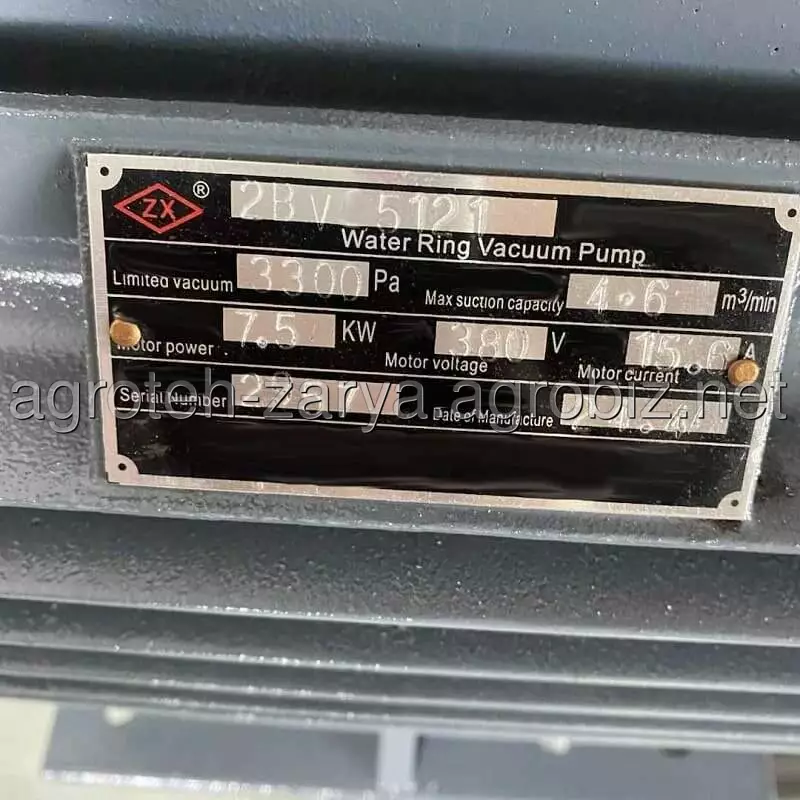 ZX ® 2BV 5121
Water Ring Vacuum Pump
Limited vacuum 3300 Pa Max suction capacity 4.6 m³/min
Motor power 7.5 KW Motor voltage 380 V Motor current 15.6 A
Serial Number Date of Manufacture
agroteh-zarya.agrobiz.net